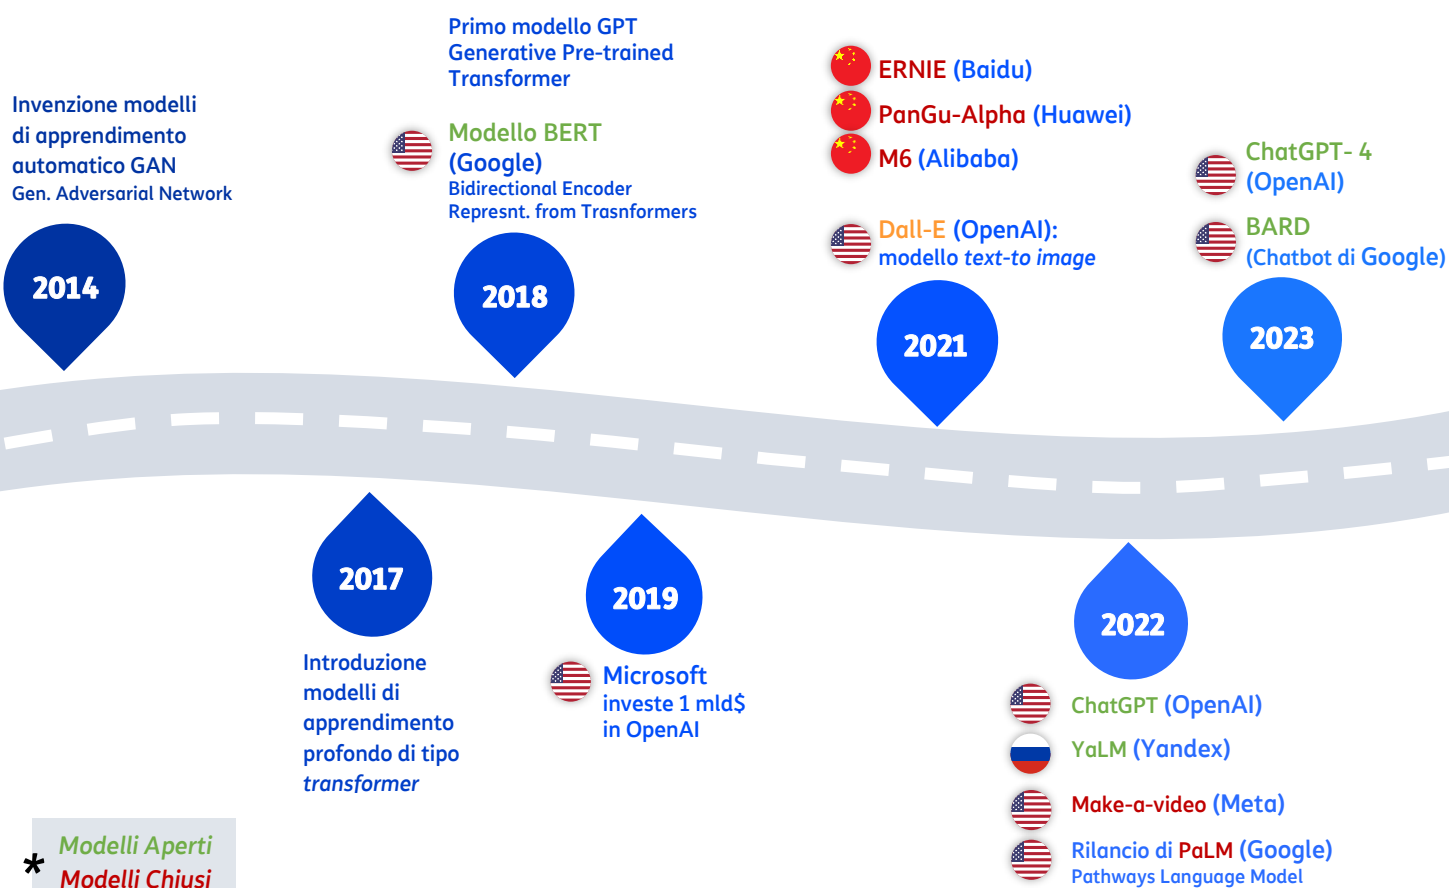 Invenzione modelli
di apprendimento
automatico GAN
Gen. Adversarial Network
2014
Introduzione
modelli di
apprendimento
profondo di tipo
transformer
2017
Primo modello GPT
Generative Pre-trained
Transformer
Modello BERT
(Google)
Bidirectional Encoder
Represnt. from Trasnformers
2018
2019
Microsoft
investe 1 mld$
in OpenAI
ERNIE (Baidu)
PanGu-Alpha (Huawei)
M6 (Alibaba)
Dall-E (OpenAI):
modello text-to image
2021
2022
ChatGPT (OpenAI)
YaLM (Yandex)
Make-a-video (Meta)
Rilancio di PaLM (Google)
Pathways Language Model
ChatGPT- 4
(OpenAI)
BARD
(Chatbot di Google)
2023
* Modelli Aperti
Modelli Chiusi